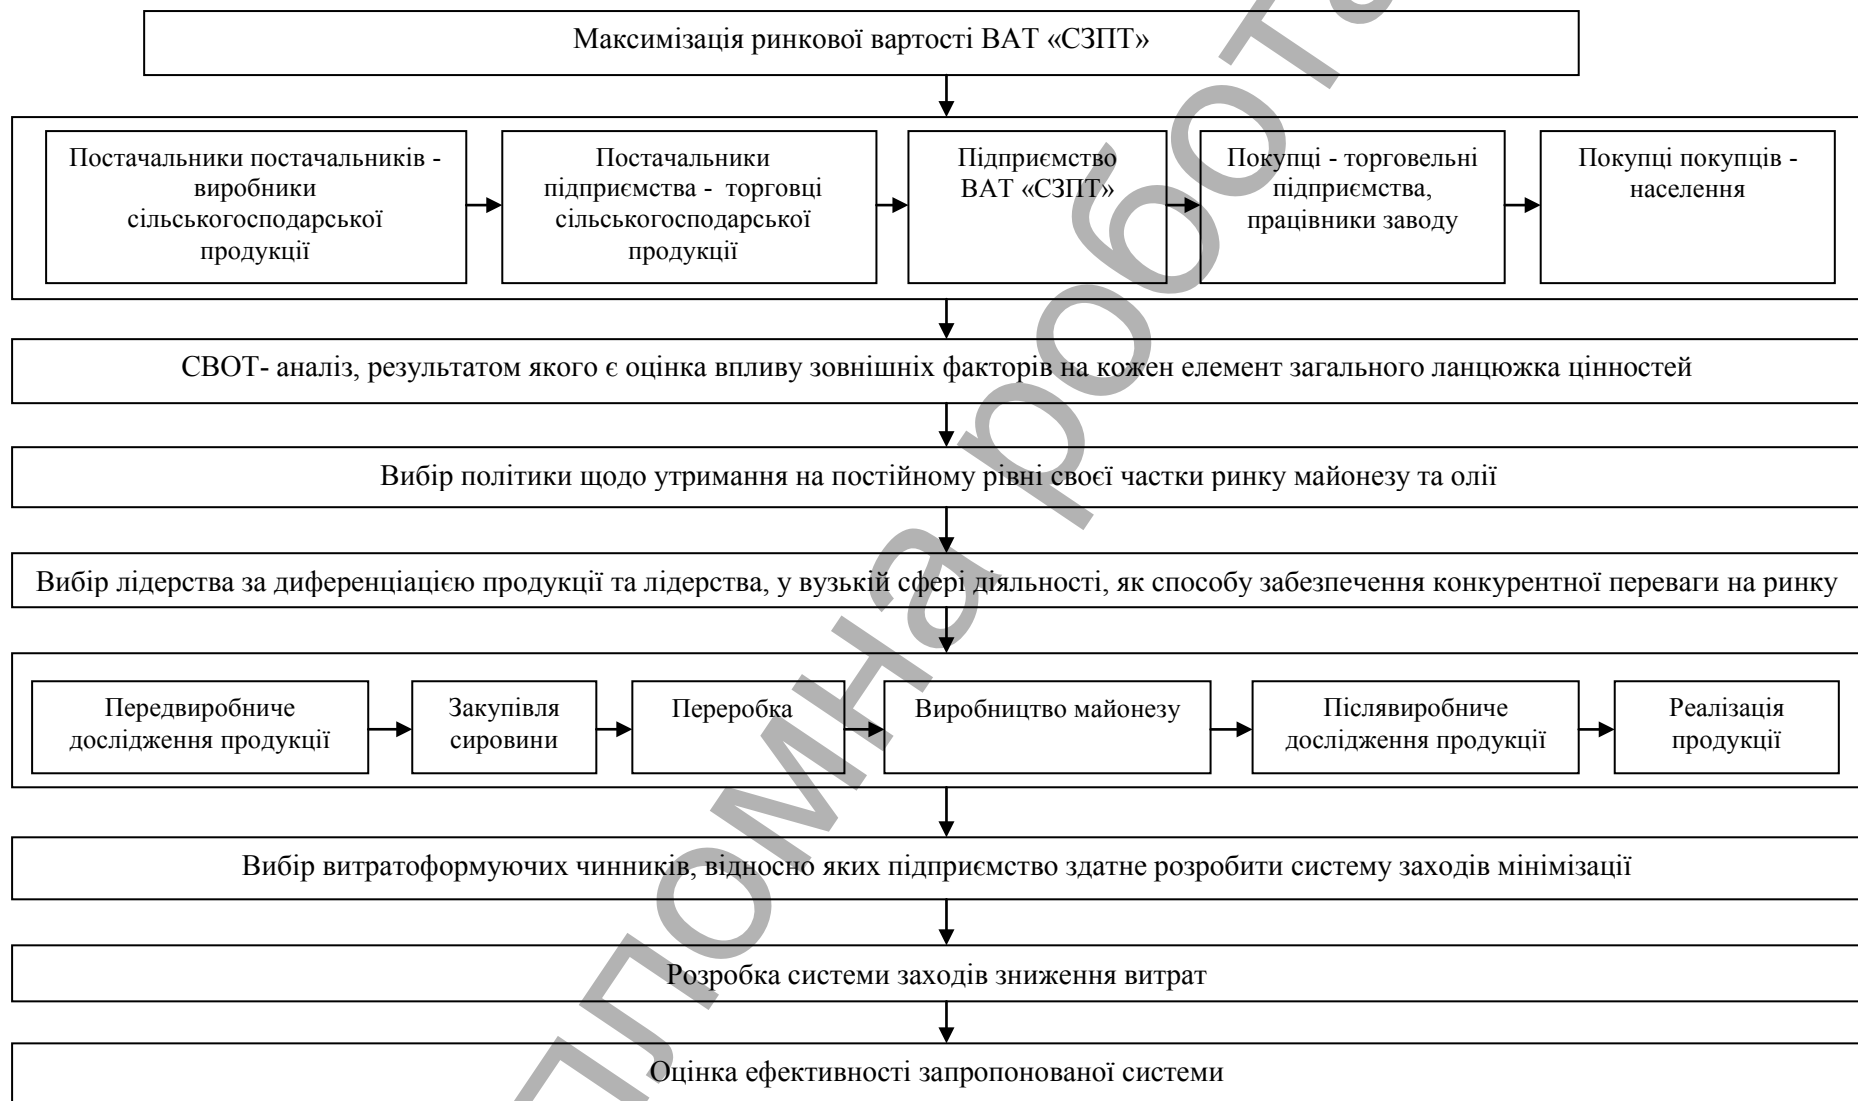 Максимізація ринкової вартості ВАТ «СЗПТ»
Постачальники постачальників -
виробники
сільськогосподарської
продукції
Постачальники
підприємства - торговці
сільськогосподарської
продукції
Підприємство
ВАТ «СЗПТ»
Покупці - торговельні
підприємства,
працівники заводу
Покупці покупців -
населення
СВОТ- аналіз, результатом якого є оцінка впливу зовнішніх факторів на кожен елемент загального ланцюжка цінностей
Вибір політики щодо утримання на постійному рівні своєї частки ринку майонезу та олії
Вибір лідерства за диференціацією продукції та лідерства, у вузькій сфері діяльності, як способу забезпечення конкурентної переваги на ринку
Передвиробниче
дослідження продукції
Закупівля
сировини
Переробка
Виробництво майонезу
Післявиробниче
дослідження продукції
Реалізація
продукції
Вибір витратоформуючих чинників, відносно яких підприємство здатне розробити систему заходів мінімізації
Розробка системи заходів зниження витрат
Оцінка ефективності запропонованої системи
пломна робота